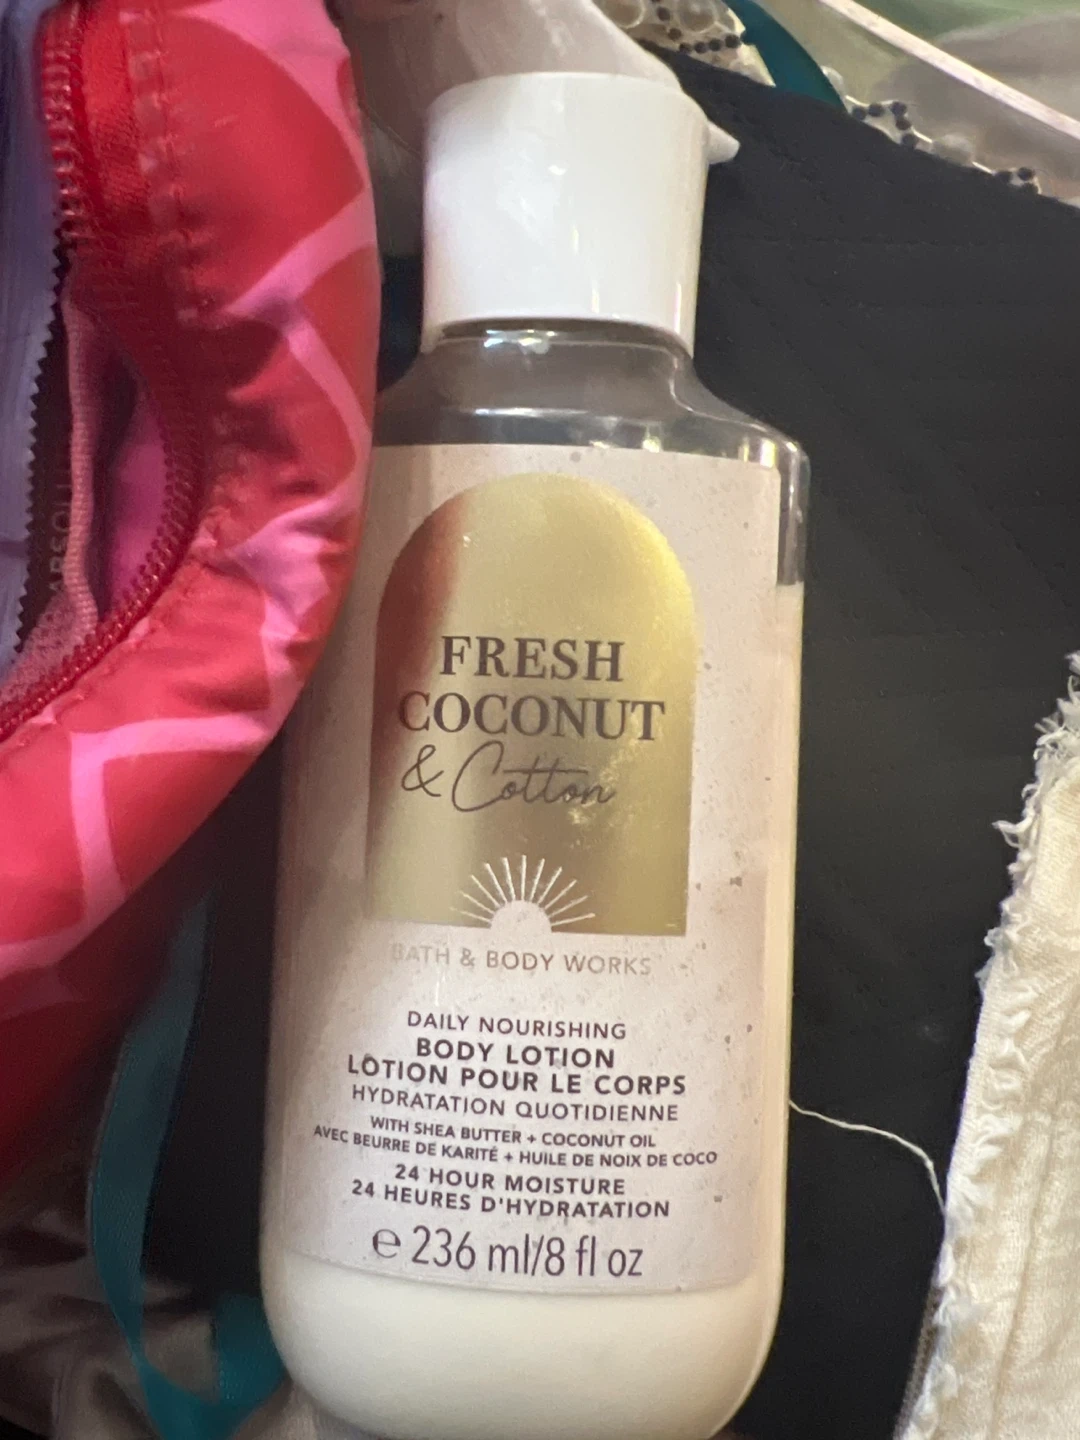 FRESH
COCONUT
& Cotton
BATH & BODY WORKS
DAILY NOURISHING
BODY LOTION
LOTION POUR LE CORPS
HYDRATATION QUOTIDIENNE
WITH SHEA BUTTER + COCONUT OIL
AVEC BEURRE DE KARITÉ + HUILE DE NOIX DE COCO
24 HOUR MOISTURE
24 HEURES D'HYDRATATION
℮ 236 ml/8 fl oz